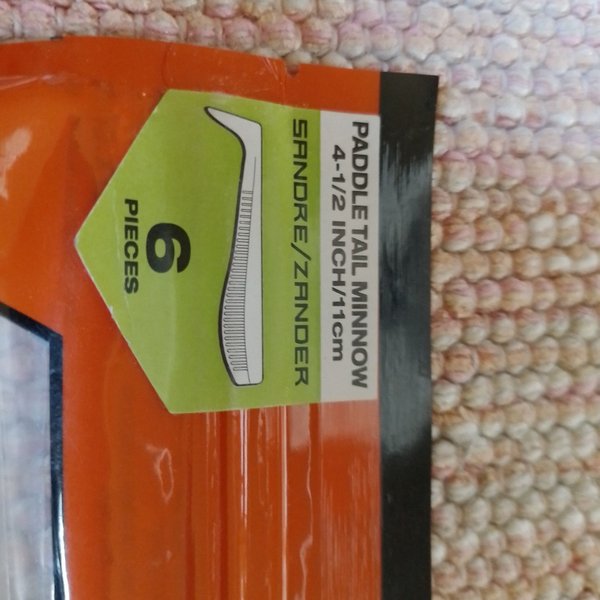 PADDLE TAIL MINNOW
4-1/2 INCH/11cm
SANDRE/ZANDER
6
PIECES